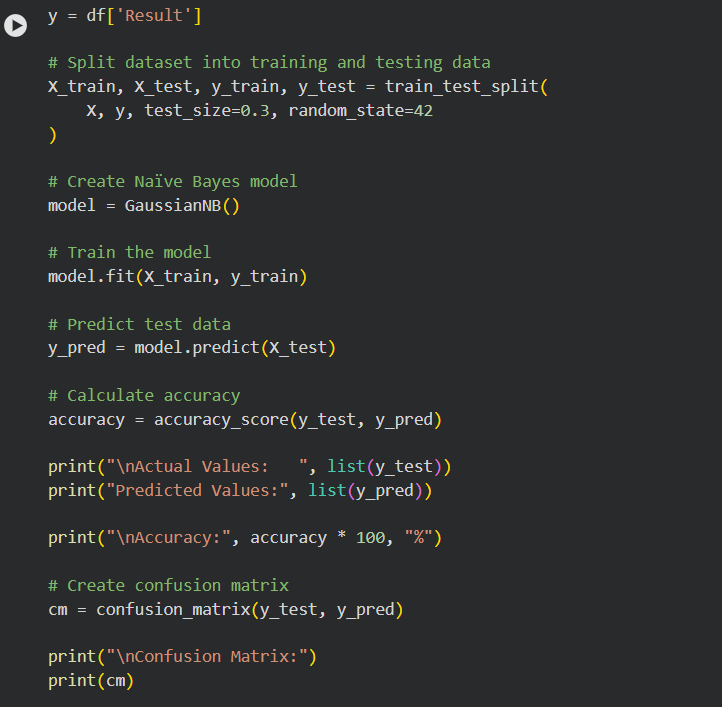 y = df['Result']
# Split dataset into training and testing data
X_train, X_test, y_train, y_test = train_test_split(
    X, y, test_size=0.3, random_state=42
)
# Create Naïve Bayes model
model = GaussianNB()
# Train the model
model.fit(X_train, y_train)
# Predict test data
y_pred = model.predict(X_test)
# Calculate accuracy
accuracy = accuracy_score(y_test, y_pred)
print("\nActual Values:   ", list(y_test))
print("Predicted Values:", list(y_pred))
print("\nAccuracy:", accuracy * 100, "%")
# Create confusion matrix
cm = confusion_matrix(y_test, y_pred)
print("\nConfusion Matrix:")
print(cm)